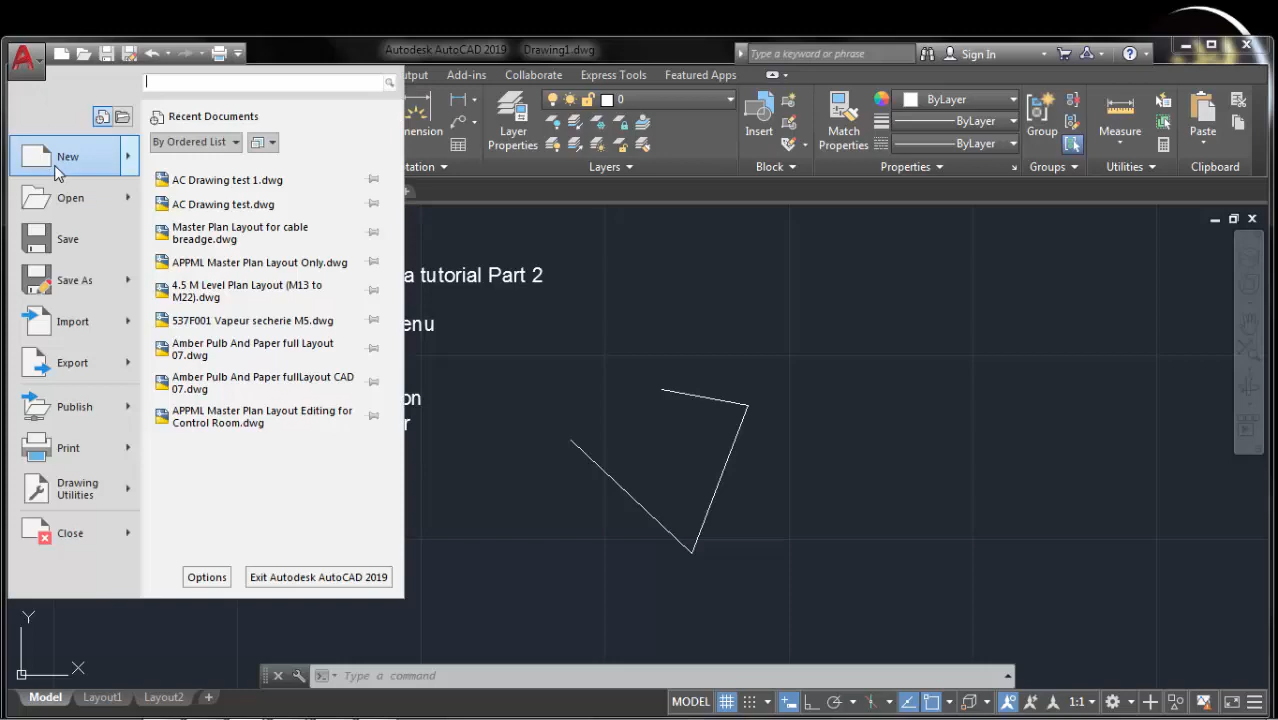 Autodesk AutoCAD 2019 Drawing1.dwg
Type a keyword or phrase
Sign In
utput
Add-ins
Collaborate
Express Tools
Featured Apps
Recent Documents
By Ordered List
New
Open
Save
Save As
Import
Export
Publish
Print
Drawing
Utilities
Close
AC Drawing test 1.dwg
AC Drawing test.dwg
Master Plan Layout for cable
breadge.dwg
APPML Master Plan Layout Only.dwg
4.5 M Level Plan Layout (M13 to
M22).dwg
537F001 Vapeur secherie M5.dwg
Amber Pulb And Paper full Layout
07.dwg
Amber Pulb And Paper fullLayout CAD
07.dwg
APPML Master Plan Layout Editing for
Control Room.dwg
Options
Exit Autodesk AutoCAD 2019
mension
Layer
Properties
0
Insert
Match
Properties
ByLayer
ByLayer
ByLayer
Group
Measure
Paste
tation
Layers
Block
Properties
Groups
Utilities
Clipboard
a tutorial Part 2
enu
on
r
Y
X
Type a command
Model
Layout1
Layout2
+
MODEL
1:1